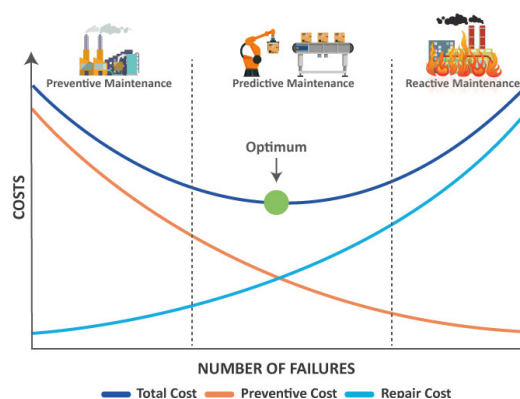 Preventive Maintenance
Predictive Maintenance
Reactive Maintenance
Optimum
COSTS
NUMBER OF FAILURES
Total Cost
Preventive Cost
Repair Cost